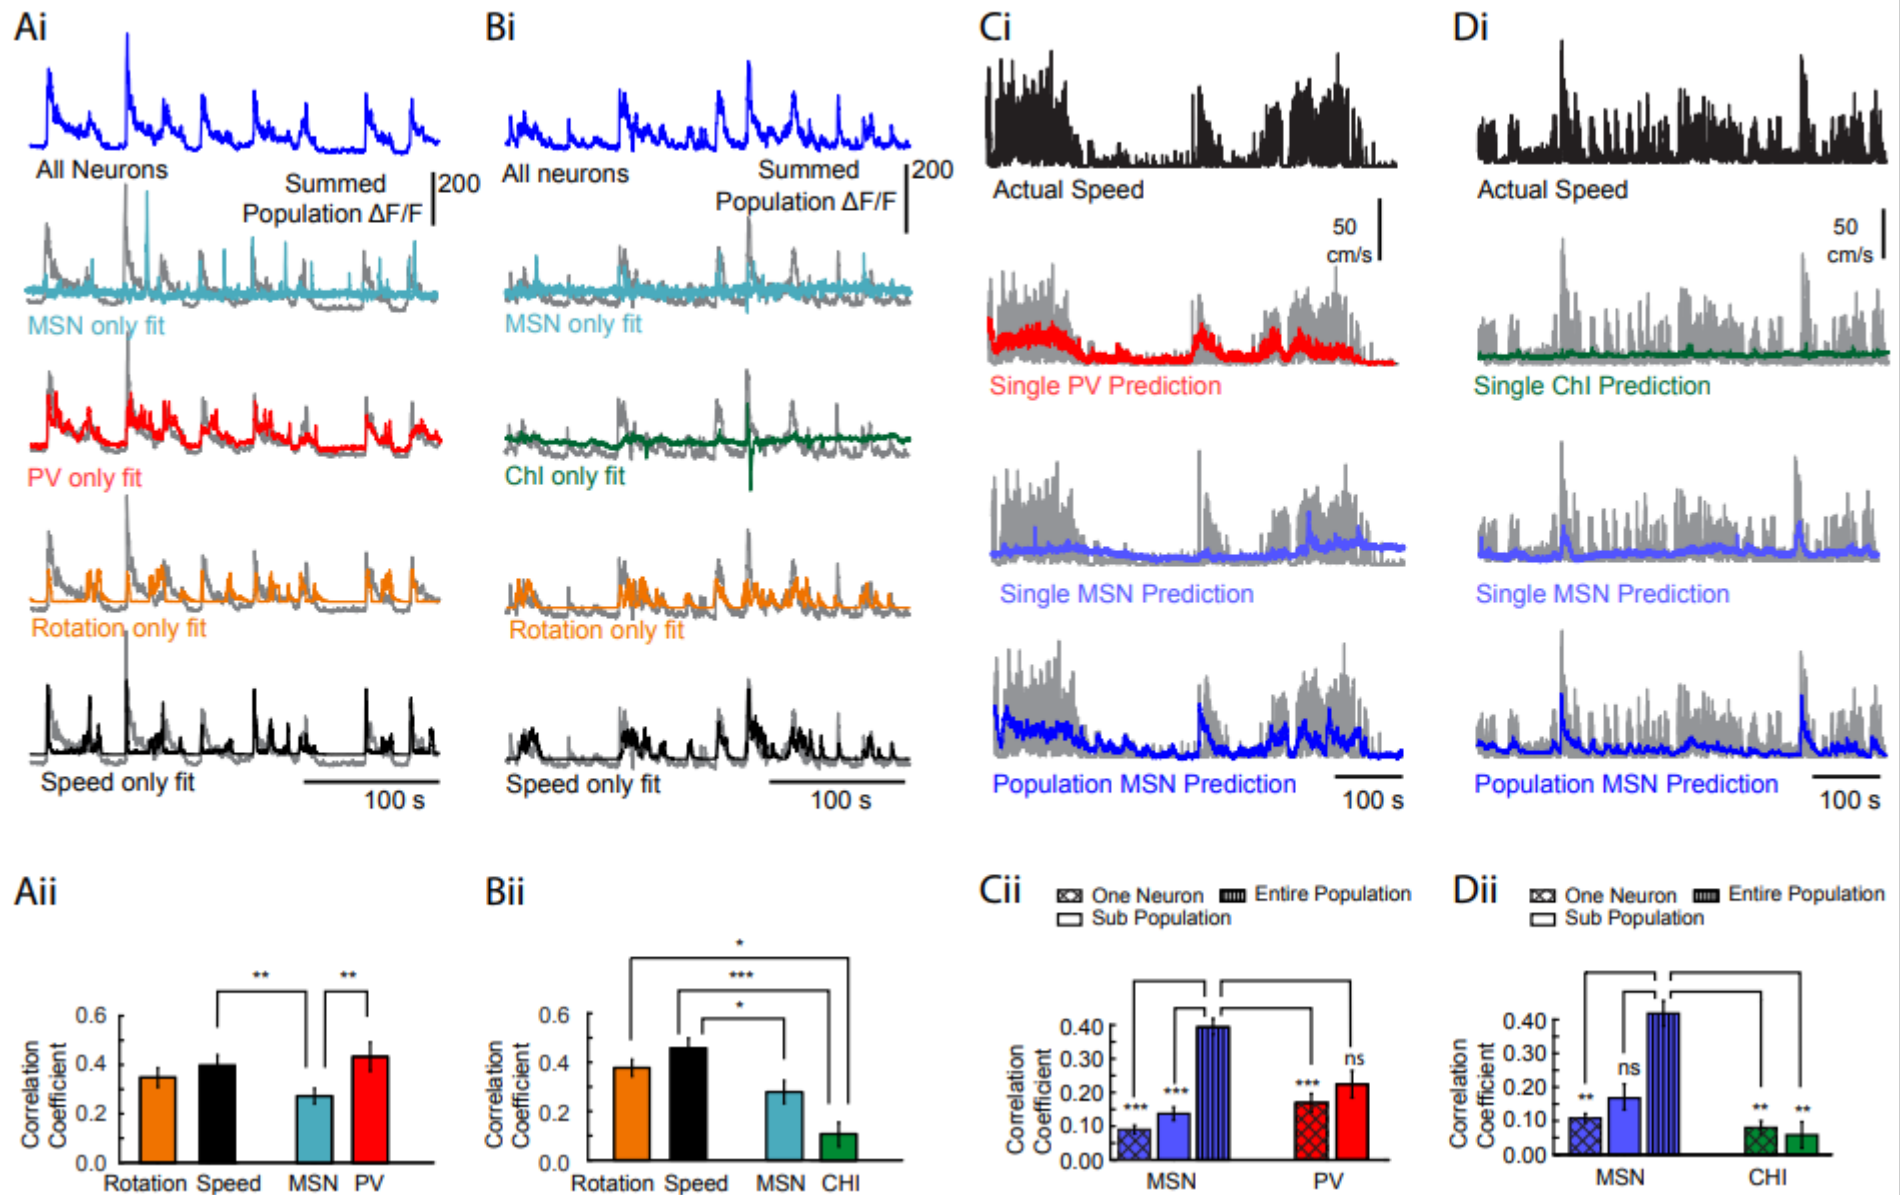 Ai
All Neurons
Summed
Population ΔF/F
200
MSN only fit
PV only fit
Rotation only fit
Speed only fit
100 s
Bi
All neurons
Summed
Population ΔF/F
200
MSN only fit
ChI only fit
Rotation only fit
Speed only fit
100 s
Ci
Actual Speed
50
cm/s
Single PV Prediction
Single MSN Prediction
Population MSN Prediction
100 s
Di
Actual Speed
50
cm/s
Single ChI Prediction
Single MSN Prediction
Population MSN Prediction
100 s
Aii
** **
Correlation
Coefficient
0.6
0.4
0.2
0.0
Rotation Speed MSN PV
Bii
*
***
*
Correlation
Coefficient
0.6
0.4
0.2
0.0
Rotation Speed MSN CHI
Cii
One Neuron Entire Population
Sub Population
Correlation
Coefficient
0.40
0.30
0.20
0.10
0.00
*** *** *** ns
MSN PV
Dii
One Neuron Entire Population
Sub Population
Correlation
Coefficient
0.40
0.30
0.20
0.10
0.00
** ns ** **
MSN CHI